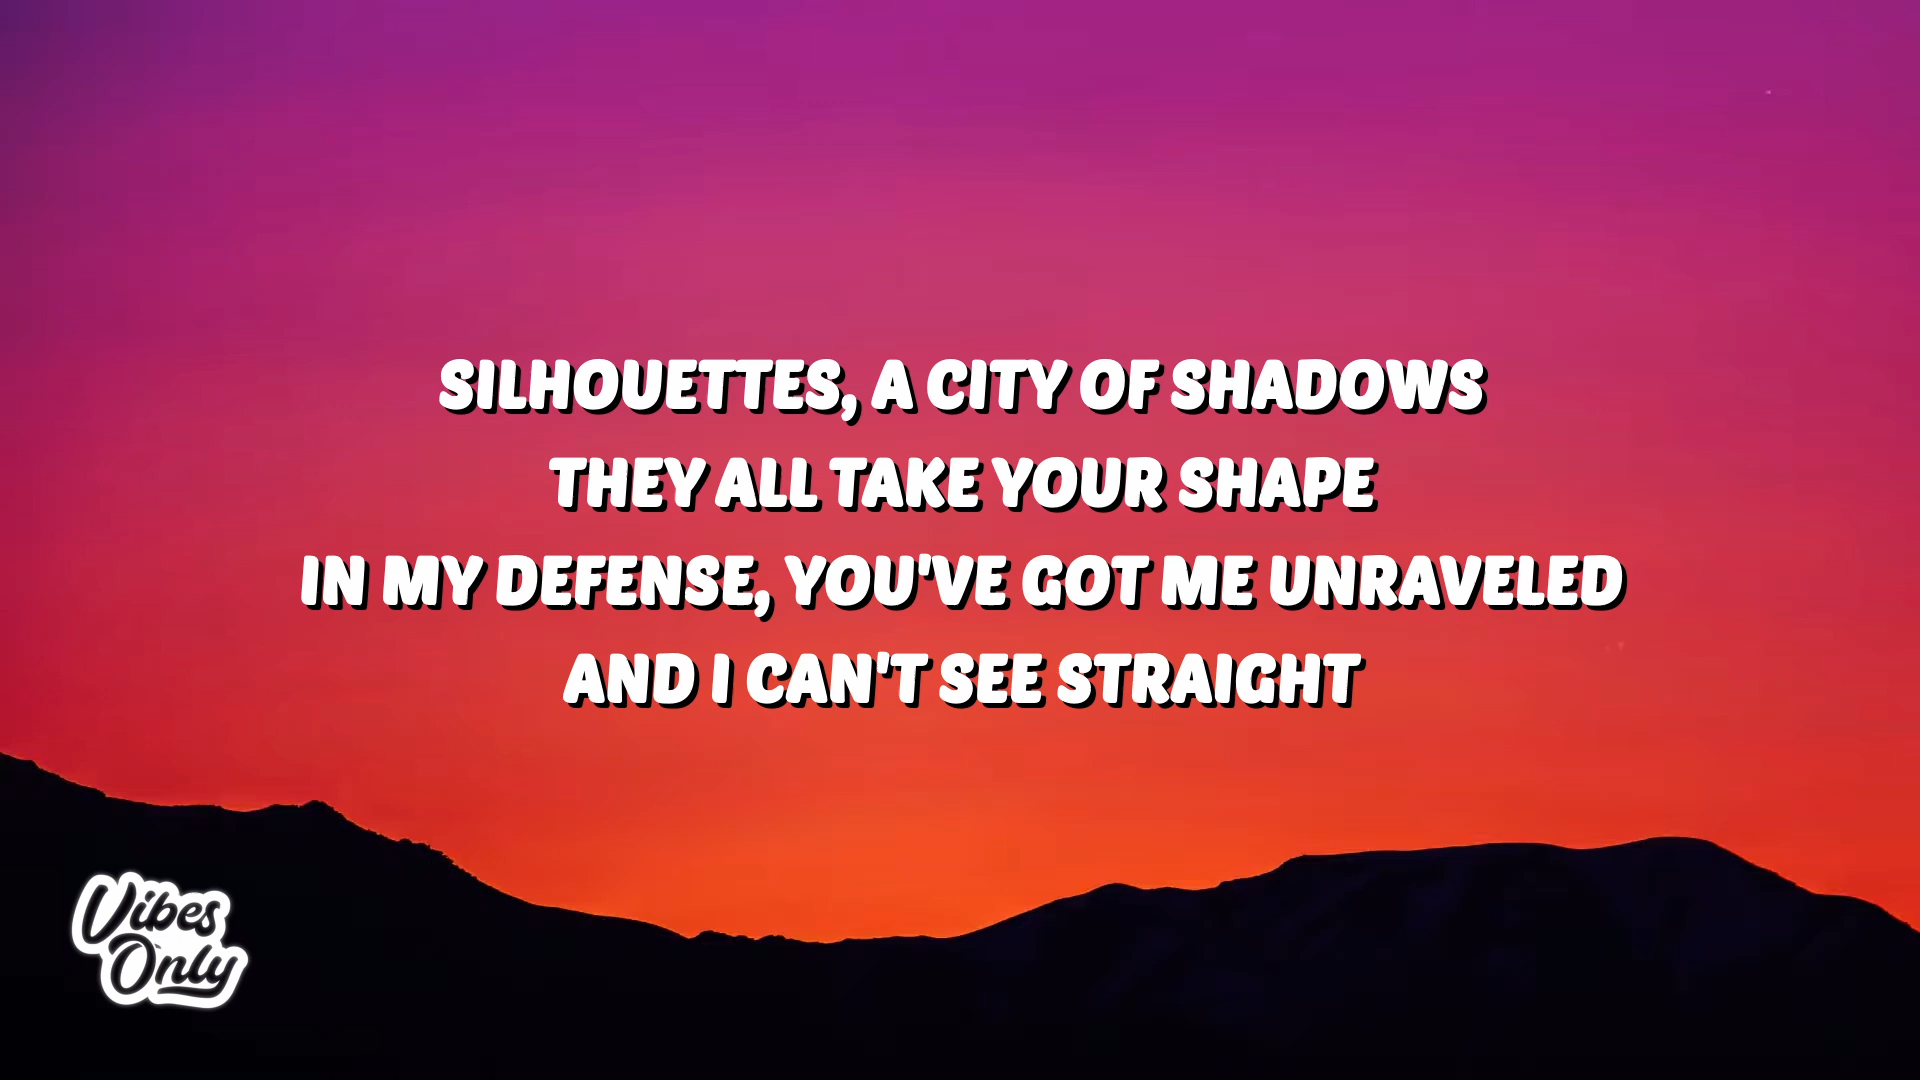 SILHOUETTES, A CITY OF SHADOWS
THEY ALL TAKE YOUR SHAPE
IN MY DEFENSE, YOU'VE GOT ME UNRAVELED
AND I CAN'T SEE STRAIGHT
Vibes
Only